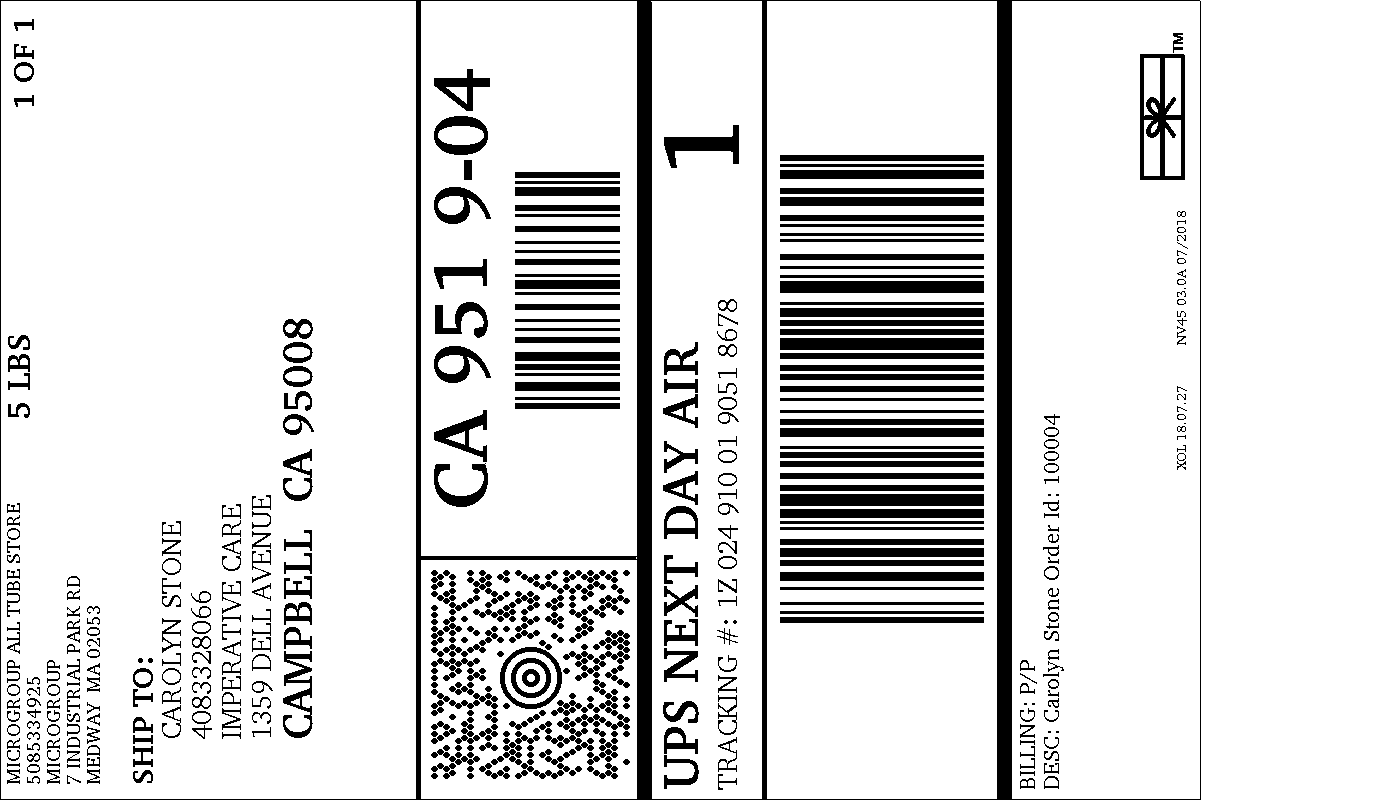 MICROGROUP ALL TUBE STORE
5085334925
MICROGROUP
7 INDUSTRIAL PARK RD
MEDWAY MA 02053
5 LBS
1 OF 1
SHIP TO:
CAROLYN STONE
4083328066
IMPERATIVE CARE
1359 DELL AVENUE
CAMPBELL CA 95008
CA 951 9-04
UPS NEXT DAY AIR
1
TRACKING #: 1Z 024 910 01 9051 8678
BILLING: P/P
DESC: Carolyn Stone Order Id: 100004
XOL 18.07.27 NV45 03.0A 07/2018
TM